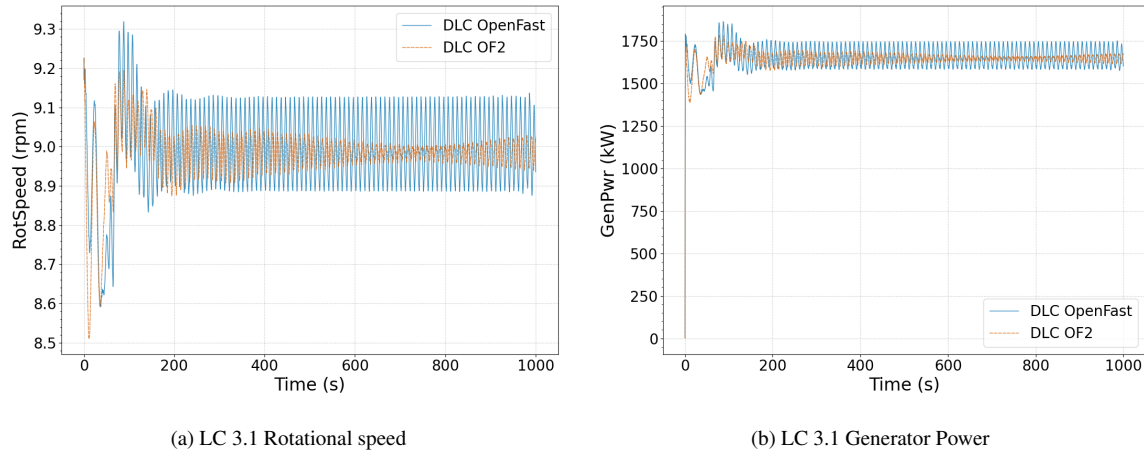 9.3
9.2
9.1
9.0
8.9
8.8
8.7
8.6
8.5
RotSpeed (rpm)
0 200 400 600 800 1000
Time (s)
DLC OpenFast
DLC OF2
(a) LC 3.1 Rotational speed
1750
1500
1250
1000
750
500
250
0
GenPwr (kW)
0 200 400 600 800 1000
Time (s)
DLC OpenFast
DLC OF2
(b) LC 3.1 Generator Power